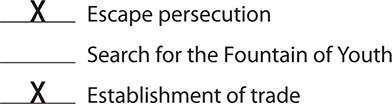 X Escape persecution
Search for the Fountain of Youth
X Establishment of trade